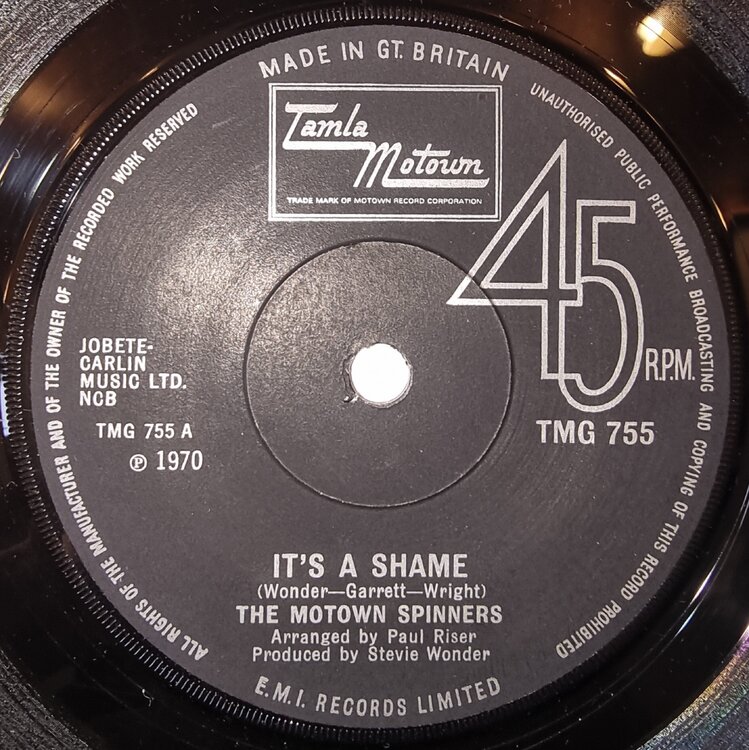 MADE IN GT. BRITAIN
UNAUTHORISED PUBLIC PERFORMANCE BROADCASTING AND COPYING OF THIS RECORD PROHIBITED
ALL RIGHTS OF THE MANUFACTURER AND OF THE OWNER OF THE RECORDED WORK RESERVED
Tamla
Motown
TRADE MARK OF MOTOWN RECORD CORPORATION
45
R.P.M.
TMG 755
JOBETE-
CARLIN
MUSIC LTD.
NCB
TMG 755 A
℗ 1970
IT'S A SHAME
(Wonder—Garrett—Wright)
THE MOTOWN SPINNERS
Arranged by Paul Riser
Produced by Stevie Wonder
E.M.I. RECORDS LIMITED